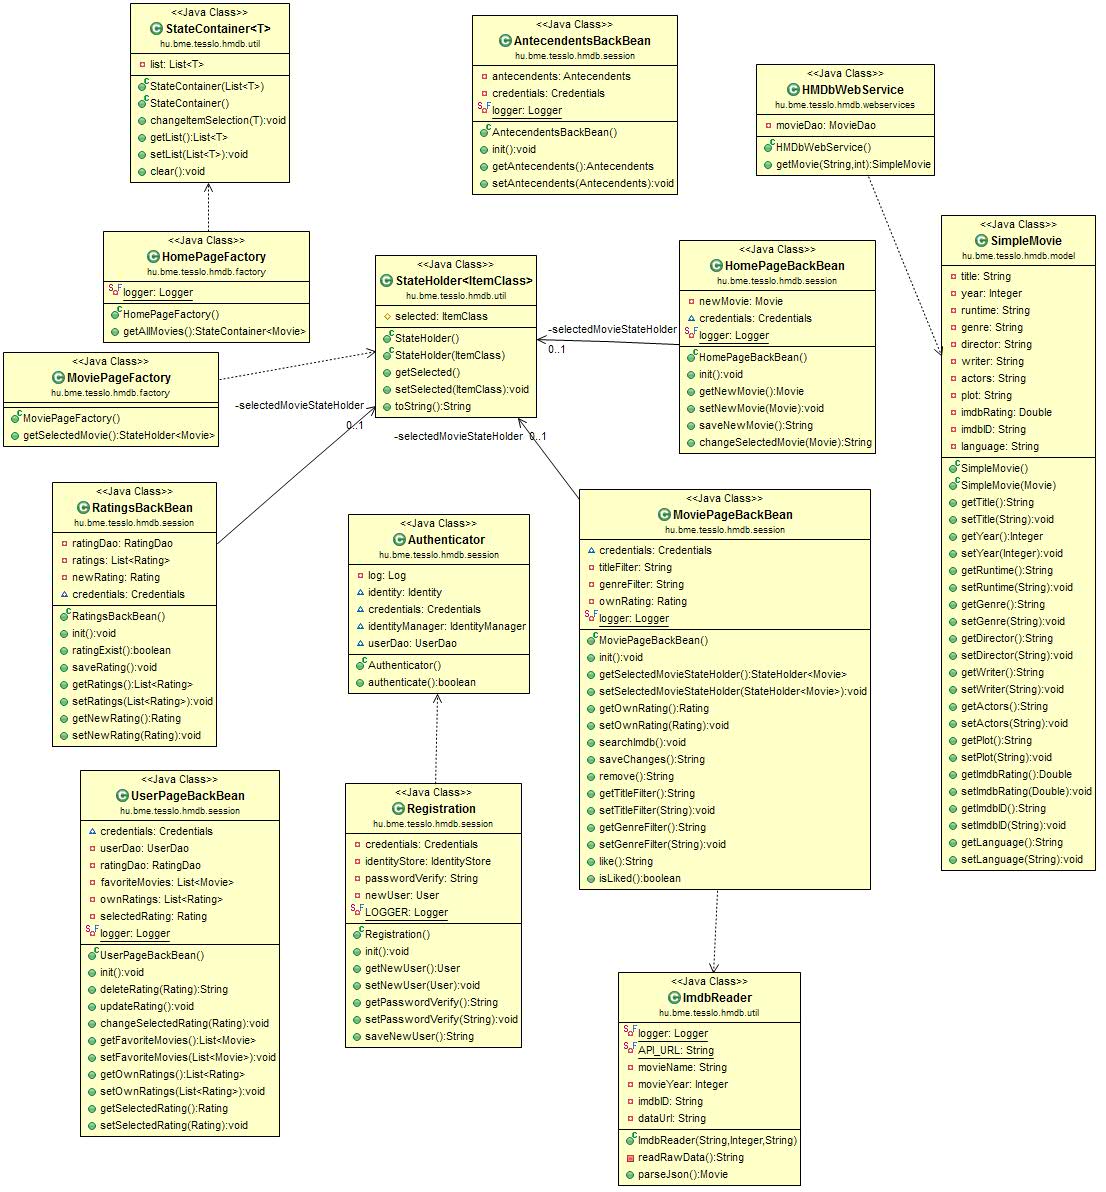 <<Java Class>>
StateContainer<T>
hu.bme.tesslo.hmdb.util
list: List<T>
StateContainer(List<T>)
StateContainer()
changeItemSelection(T):void
getList():List<T>
setList(List<T>):void
clear():void
<<Java Class>>
AntecendentsBackBean
hu.bme.tesslo.hmdb.session
antecendents: Antecendents
credentials: Credentials
logger: Logger
AntecendentsBackBean()
init():void
getAntecendents():Antecendents
setAntecendents(Antecendents):void
<<Java Class>>
HMDbWebService
hu.bme.tesslo.hmdb.webservices
movieDao: MovieDao
HMDbWebService()
getMovie(String,int):SimpleMovie
<<Java Class>>
HomePageFactory
hu.bme.tesslo.hmdb.factory
logger: Logger
HomePageFactory()
getAllMovies():StateContainer<Movie>
<<Java Class>>
StateHolder<ItemClass>
hu.bme.tesslo.hmdb.util
selected: ItemClass
StateHolder()
StateHolder(ItemClass)
getSelected()
setSelected(ItemClass):void
toString():String
-selectedMovieStateHolder
0..1
<<Java Class>>
HomePageBackBean
hu.bme.tesslo.hmdb.session
newMovie: Movie
credentials: Credentials
logger: Logger
HomePageBackBean()
init():void
getNewMovie():Movie
setNewMovie(Movie):void
saveNewMovie():String
changeSelectedMovie(Movie):String
<<Java Class>>
SimpleMovie
hu.bme.tesslo.hmdb.model
title: String
year: Integer
runtime: String
genre: String
director: String
writer: String
actors: String
plot: String
imdbRating: Double
imdbID: String
language: String
SimpleMovie()
SimpleMovie(Movie)
getTitle():String
setTitle(String):void
getYear():Integer
setYear(Integer):void
getRuntime():String
setRuntime(String):void
getGenre():String
setGenre(String):void
getDirector():String
setDirector(String):void
getWriter():String
setWriter(String):void
getActors():String
setActors(String):void
getPlot():String
setPlot(String):void
getImdbRating():Double
setImdbRating(Double):void
getImdbID():String
setImdbID(String):void
getLanguage():String
setLanguage(String):void
<<Java Class>>
MoviePageFactory
hu.bme.tesslo.hmdb.factory
MoviePageFactory()
getSelectedMovie():StateHolder<Movie>
-selectedMovieStateHolder
0..1
-selectedMovieStateHolder
0..1
<<Java Class>>
RatingsBackBean
hu.bme.tesslo.hmdb.session
ratingDao: RatingDao
ratings: List<Rating>
newRating: Rating
credentials: Credentials
RatingsBackBean()
init():void
ratingExist():boolean
saveRating():void
getRatings():List<Rating>
setRatings(List<Rating>):void
getNewRating():Rating
setNewRating(Rating):void
<<Java Class>>
Authenticator
hu.bme.tesslo.hmdb.session
log: Log
identity: Identity
credentials: Credentials
identityManager: IdentityManager
userDao: UserDao
Authenticator()
authenticate():boolean
<<Java Class>>
MoviePageBackBean
hu.bme.tesslo.hmdb.session
credentials: Credentials
titleFilter: String
genreFilter: String
ownRating: Rating
logger: Logger
MoviePageBackBean()
init():void
getSelectedMovieStateHolder():StateHolder<Movie>
setSelectedMovieStateHolder(StateHolder<Movie>):void
getOwnRating():Rating
setOwnRating(Rating):void
searchImdb():void
saveChanges():String
remove():String
getTitleFilter():String
setTitleFilter(String):void
getGenreFilter():String
setGenreFilter(String):void
like():String
isLiked():boolean
<<Java Class>>
UserPageBackBean
hu.bme.tesslo.hmdb.session
credentials: Credentials
userDao: UserDao
ratingDao: RatingDao
favoriteMovies: List<Movie>
ownRatings: List<Rating>
selectedRating: Rating
logger: Logger
UserPageBackBean()
init():void
deleteRating(Rating):String
updateRating():void
changeSelectedRating(Rating):void
getFavoriteMovies():List<Movie>
setFavoriteMovies(List<Movie>):void
getOwnRatings():List<Rating>
setOwnRatings(List<Rating>):void
getSelectedRating():Rating
setSelectedRating(Rating):void
<<Java Class>>
Registration
hu.bme.tesslo.hmdb.session
credentials: Credentials
identityStore: IdentityStore
passwordVerify: String
newUser: User
LOGGER: Logger
Registration()
init():void
getNewUser():User
setNewUser(User):void
getPasswordVerify():String
setPasswordVerify(String):void
saveNewUser():String
<<Java Class>>
ImdbReader
hu.bme.tesslo.hmdb.util
logger: Logger
API_URL: String
movieName: String
movieYear: Integer
imdbID: String
dataUrl: String
ImdbReader(String,Integer,String)
readRawData():String
parseJson():Movie